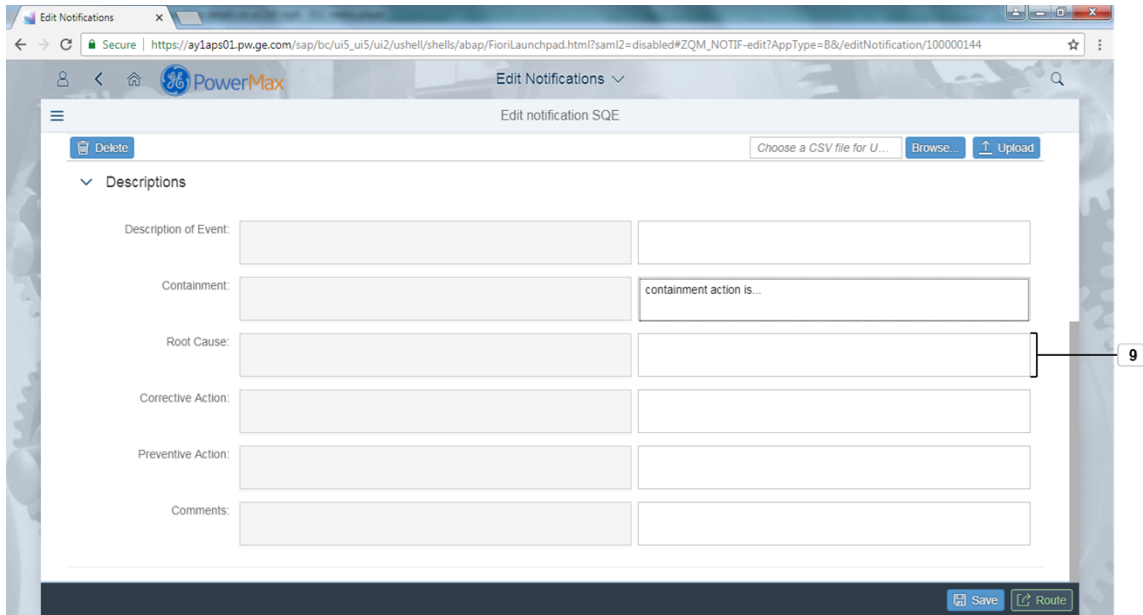 Edit Notifications
Secure https://ay1aps01.pw.ge.com/sap/bc/ui5_ui5/ui2/ushell/shells/abap/FioriLaunchpad.html?saml2=disabled#ZQM_NOTIF-edit?AppType=B&/editNotification/100000144
PowerMax Edit Notifications
Edit notification SQE
Delete Choose a CSV file for U... Browse... Upload
Descriptions
Description of Event:
Containment: containment action is...
Root Cause:
9
Corrective Action:
Preventive Action:
Comments:
Save Route